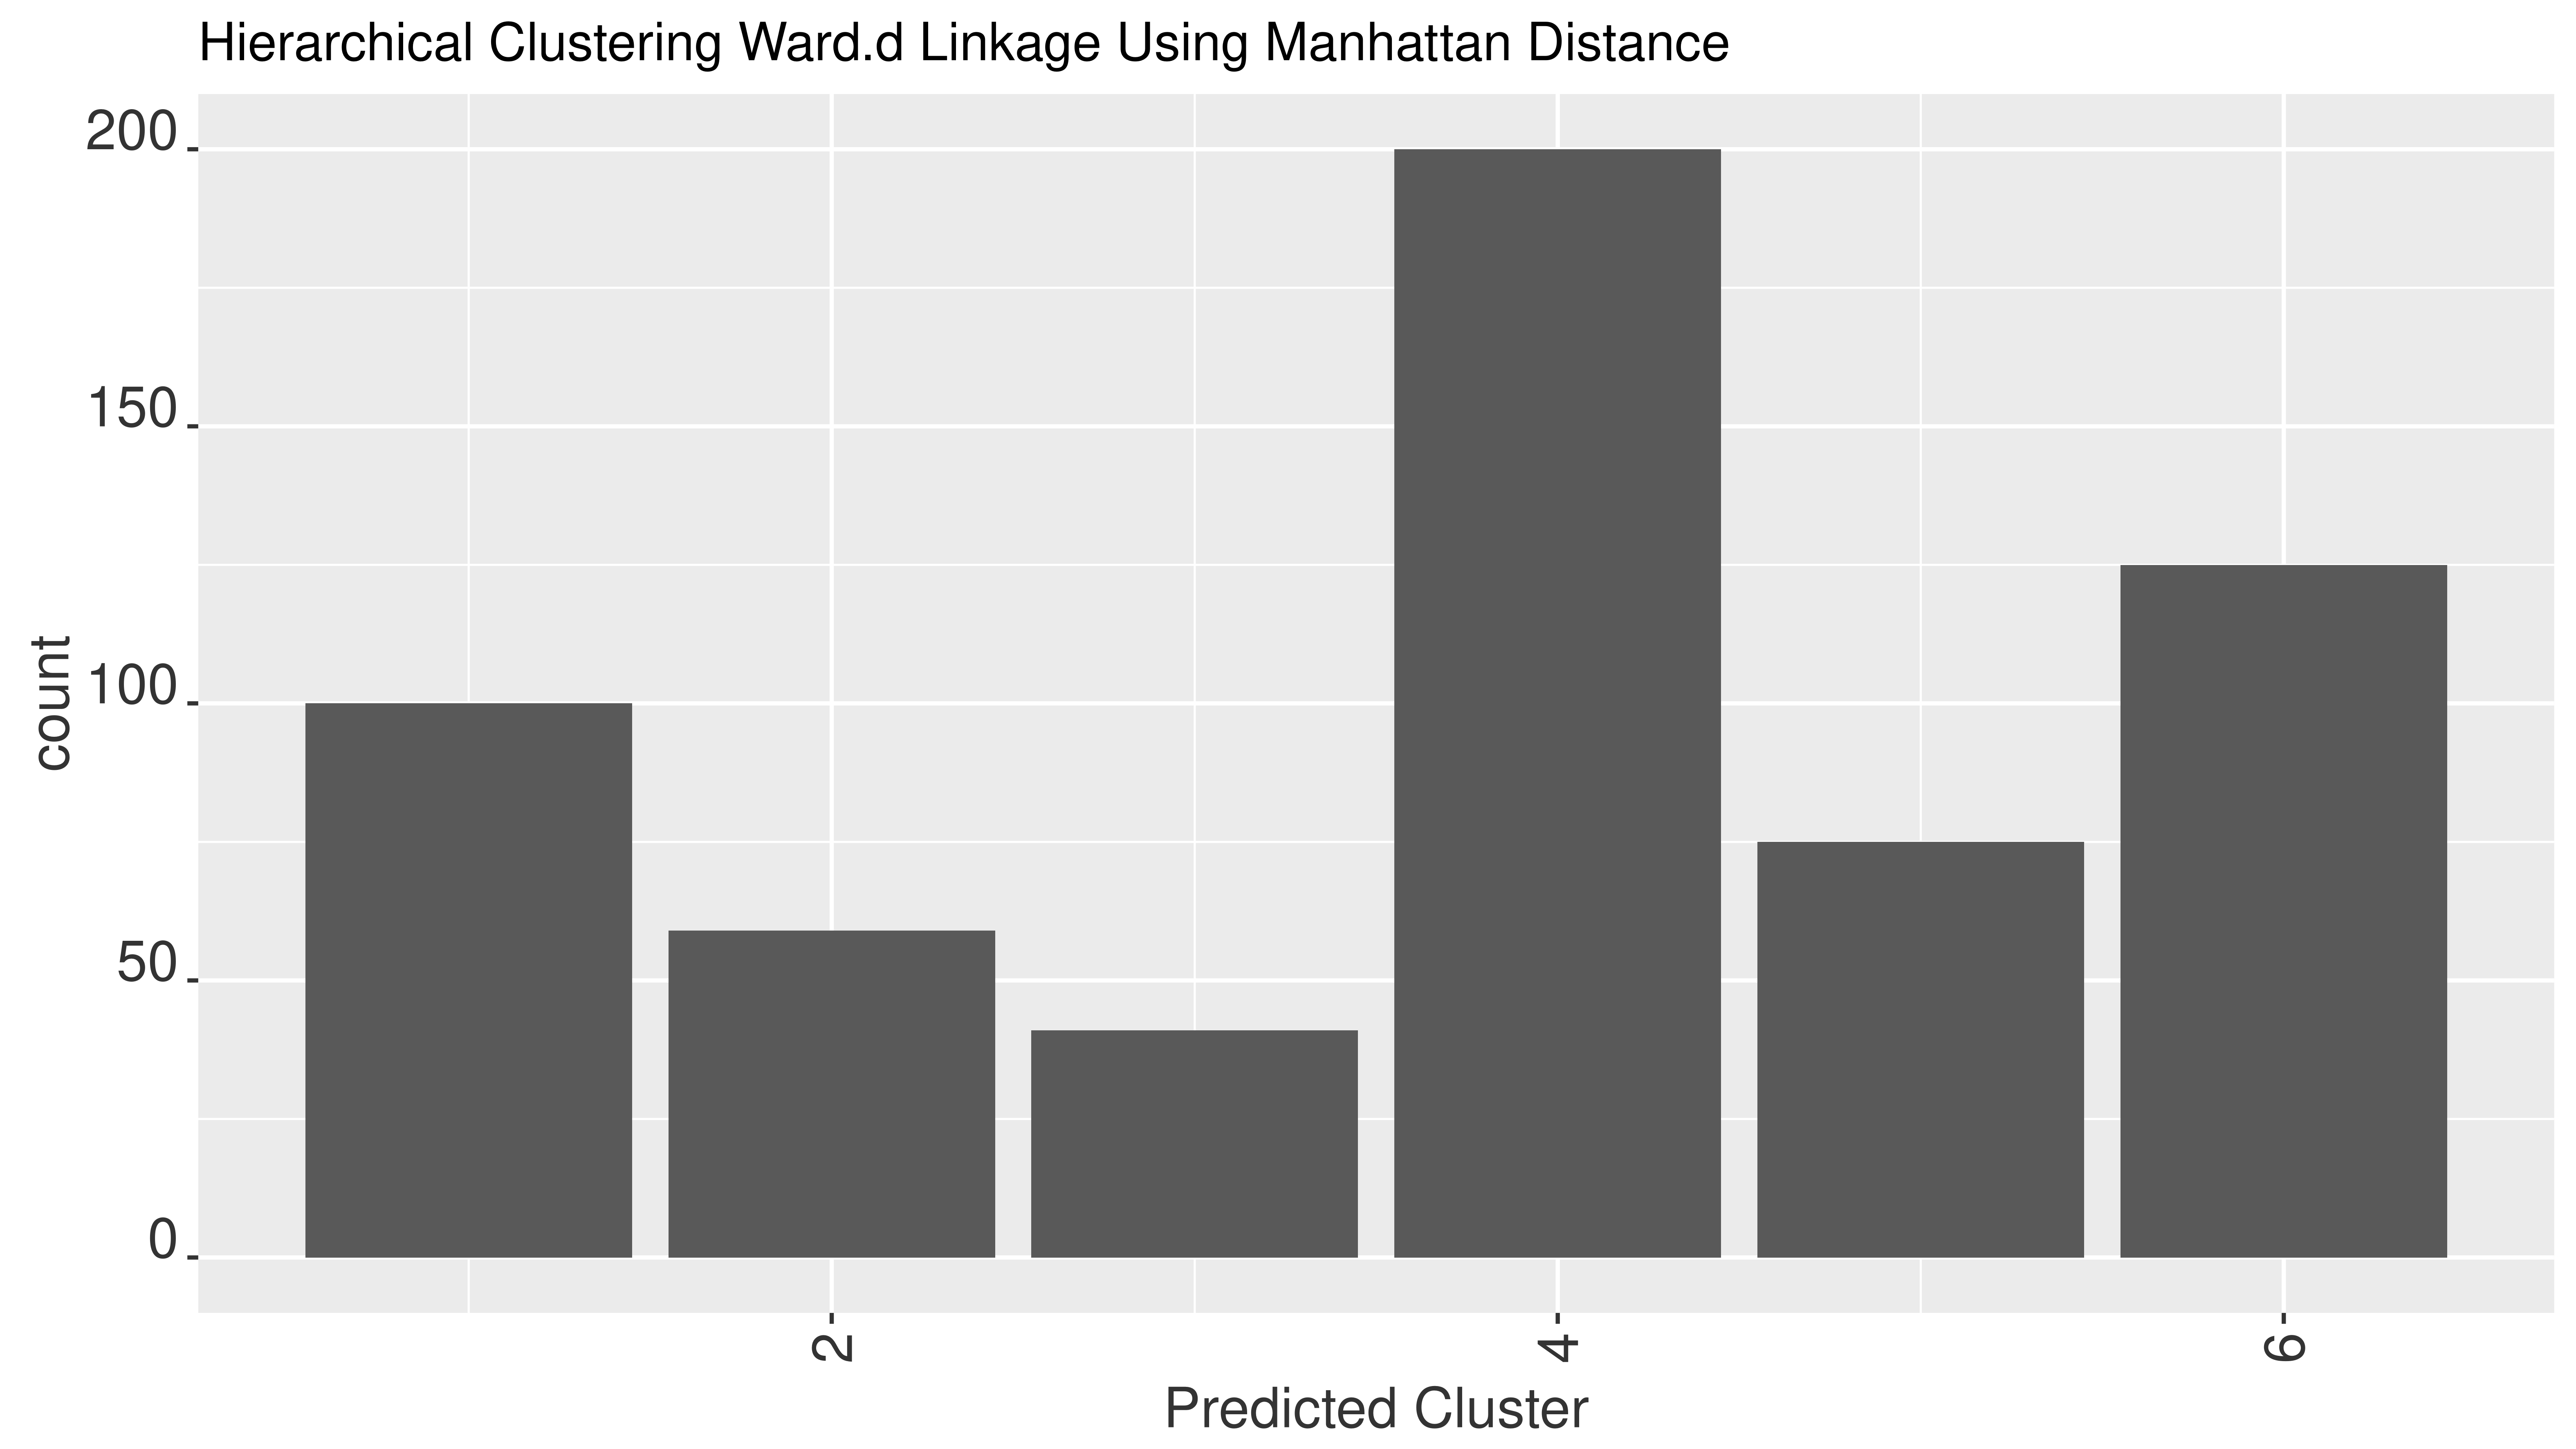 Hierarchical Clustering Ward.d Linkage Using Manhattan Distance
200
150
100
50
0
count
2
4
6
Predicted Cluster